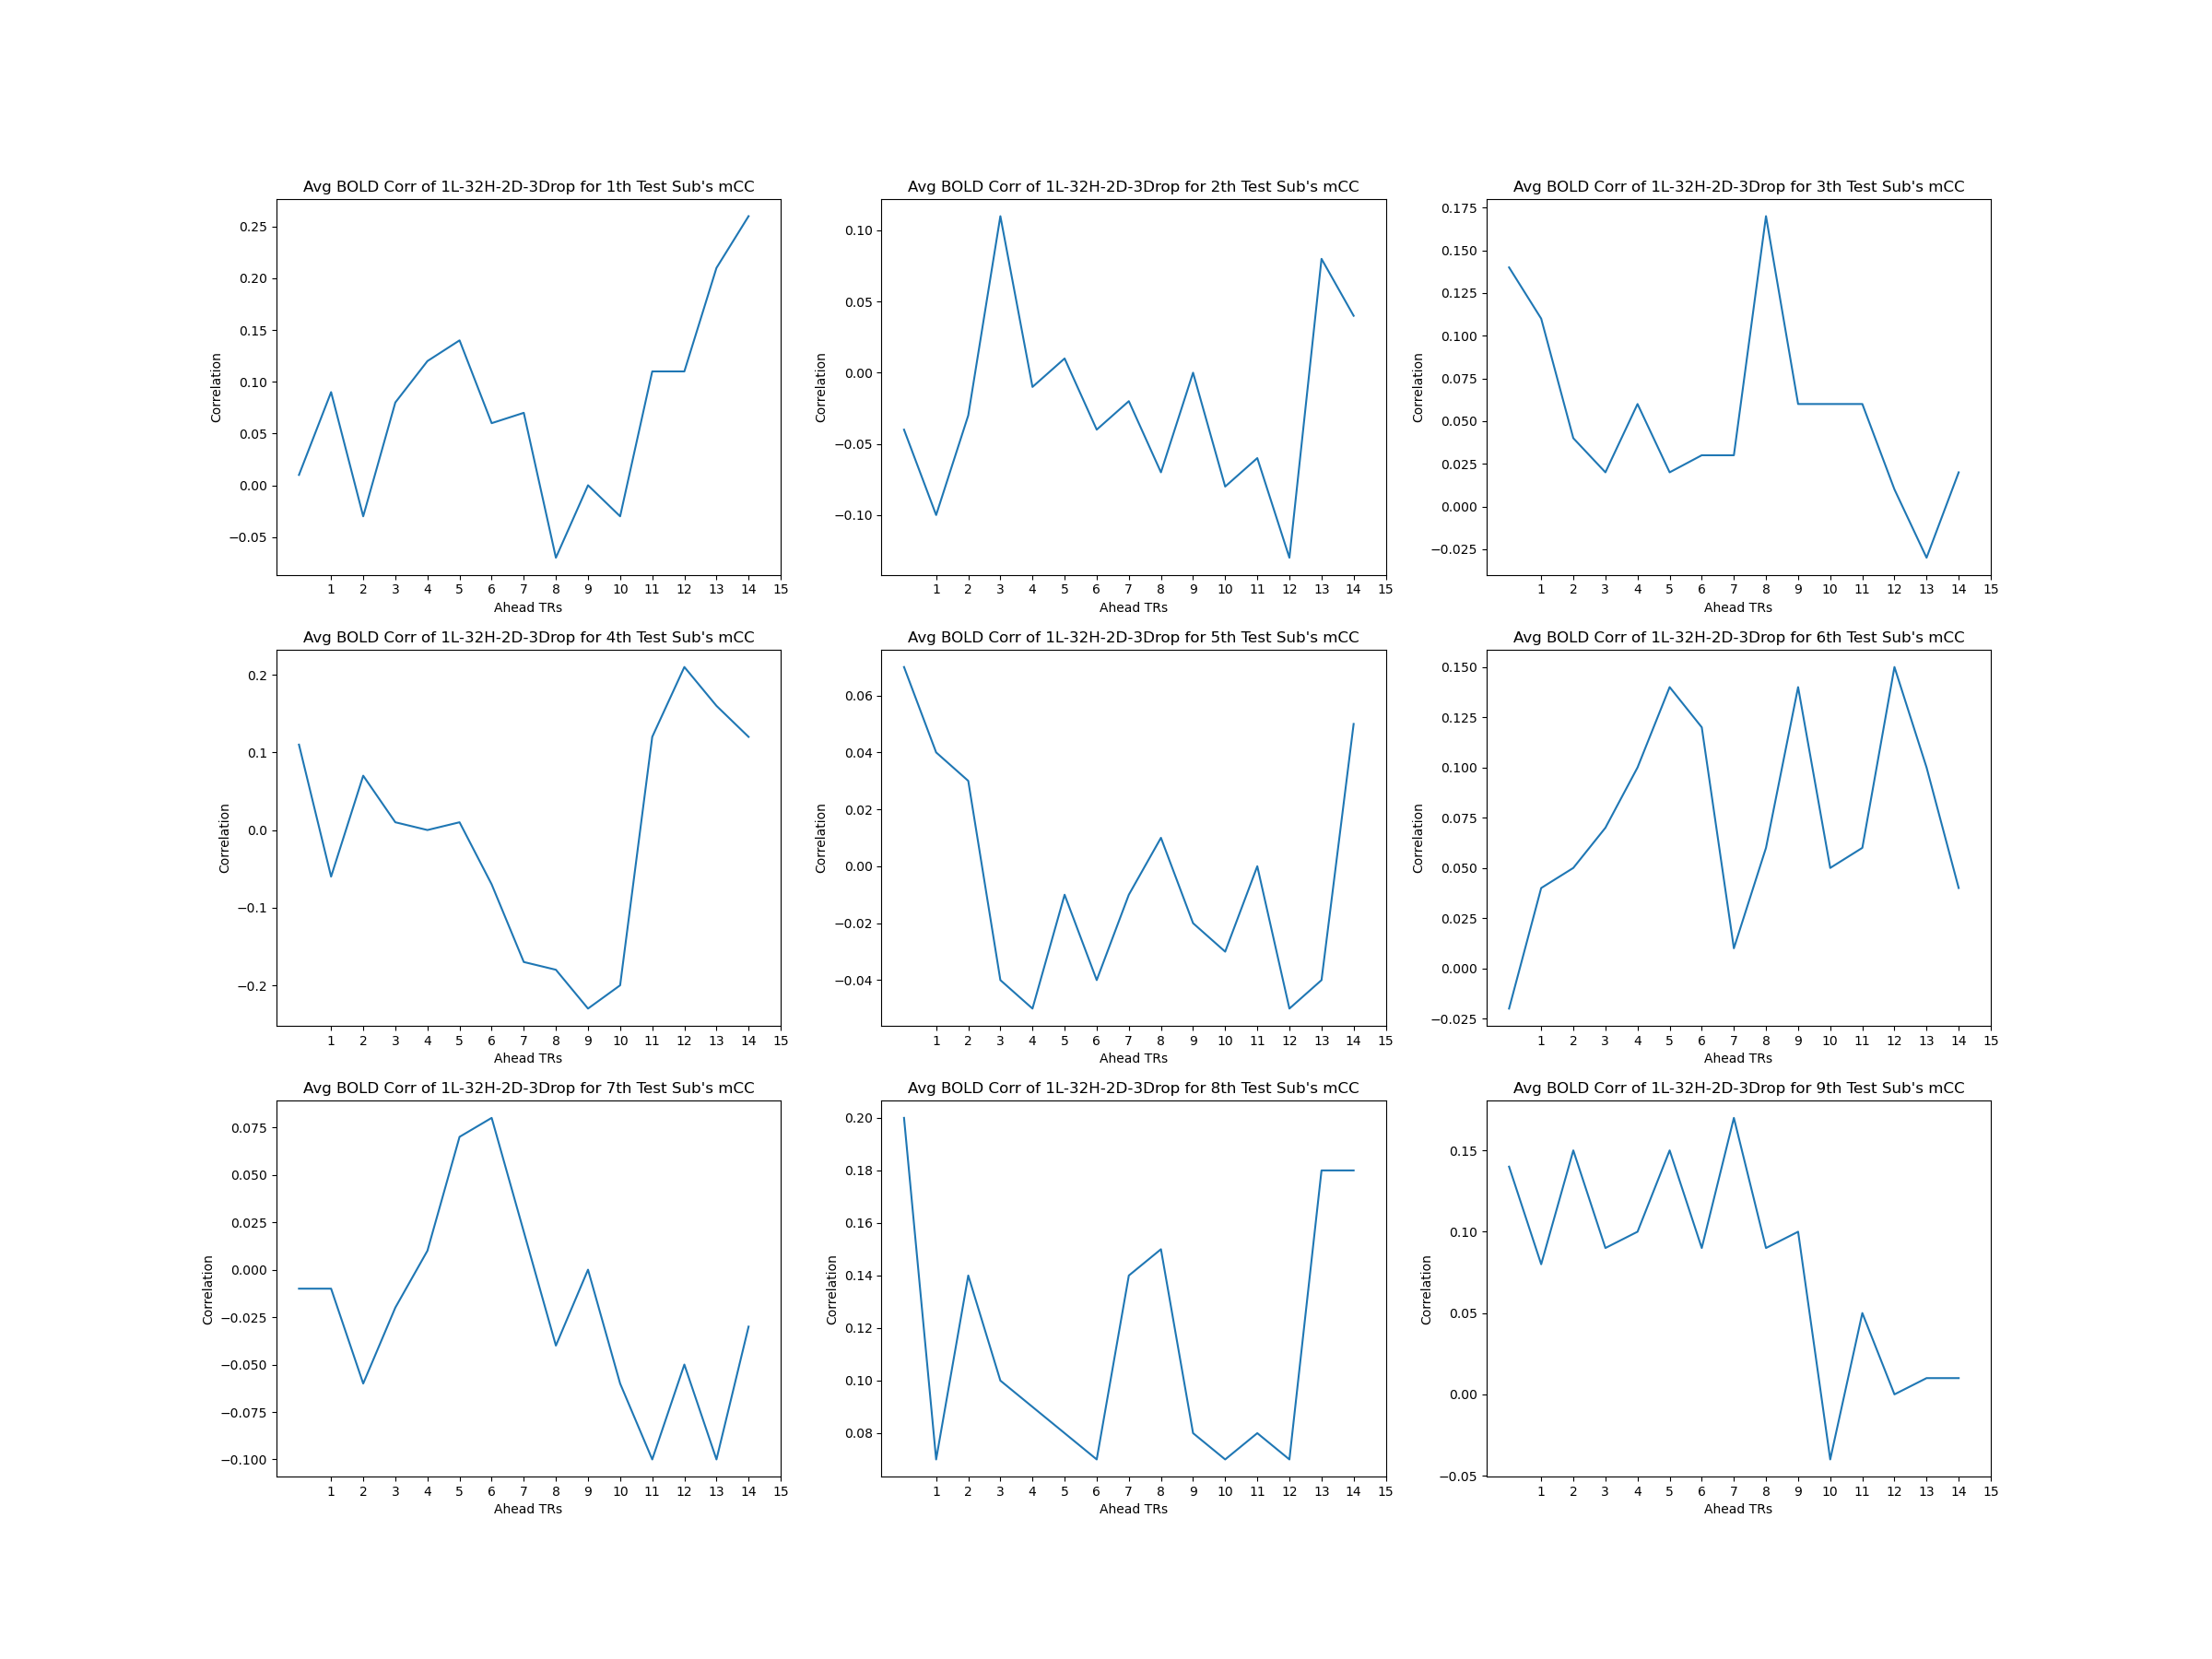 Avg BOLD Corr of 1L-32H-2D-3Drop for 1th Test Sub's mCC
0.25
0.20
0.15
0.10
0.05
0.00
−0.05
Correlation
1 2 3 4 5 6 7 8 9 10 11 12 13 14 15
Ahead TRs
Avg BOLD Corr of 1L-32H-2D-3Drop for 2th Test Sub's mCC
0.10
0.05
0.00
−0.05
−0.10
Correlation
1 2 3 4 5 6 7 8 9 10 11 12 13 14 15
Ahead TRs
Avg BOLD Corr of 1L-32H-2D-3Drop for 3th Test Sub's mCC
0.175
0.150
0.125
0.100
0.075
0.050
0.025
0.000
−0.025
Correlation
1 2 3 4 5 6 7 8 9 10 11 12 13 14 15
Ahead TRs
Avg BOLD Corr of 1L-32H-2D-3Drop for 4th Test Sub's mCC
0.2
0.1
0.0
−0.1
−0.2
Correlation
1 2 3 4 5 6 7 8 9 10 11 12 13 14 15
Ahead TRs
Avg BOLD Corr of 1L-32H-2D-3Drop for 5th Test Sub's mCC
0.06
0.04
0.02
0.00
−0.02
−0.04
Correlation
1 2 3 4 5 6 7 8 9 10 11 12 13 14 15
Ahead TRs
Avg BOLD Corr of 1L-32H-2D-3Drop for 6th Test Sub's mCC
0.150
0.125
0.100
0.075
0.050
0.025
0.000
−0.025
Correlation
1 2 3 4 5 6 7 8 9 10 11 12 13 14 15
Ahead TRs
Avg BOLD Corr of 1L-32H-2D-3Drop for 7th Test Sub's mCC
0.075
0.050
0.025
0.000
−0.025
−0.050
−0.075
−0.100
Correlation
1 2 3 4 5 6 7 8 9 10 11 12 13 14 15
Ahead TRs
Avg BOLD Corr of 1L-32H-2D-3Drop for 8th Test Sub's mCC
0.20
0.18
0.16
0.14
0.12
0.10
0.08
Correlation
1 2 3 4 5 6 7 8 9 10 11 12 13 14 15
Ahead TRs
Avg BOLD Corr of 1L-32H-2D-3Drop for 9th Test Sub's mCC
0.15
0.10
0.05
0.00
−0.05
Correlation
1 2 3 4 5 6 7 8 9 10 11 12 13 14 15
Ahead TRs